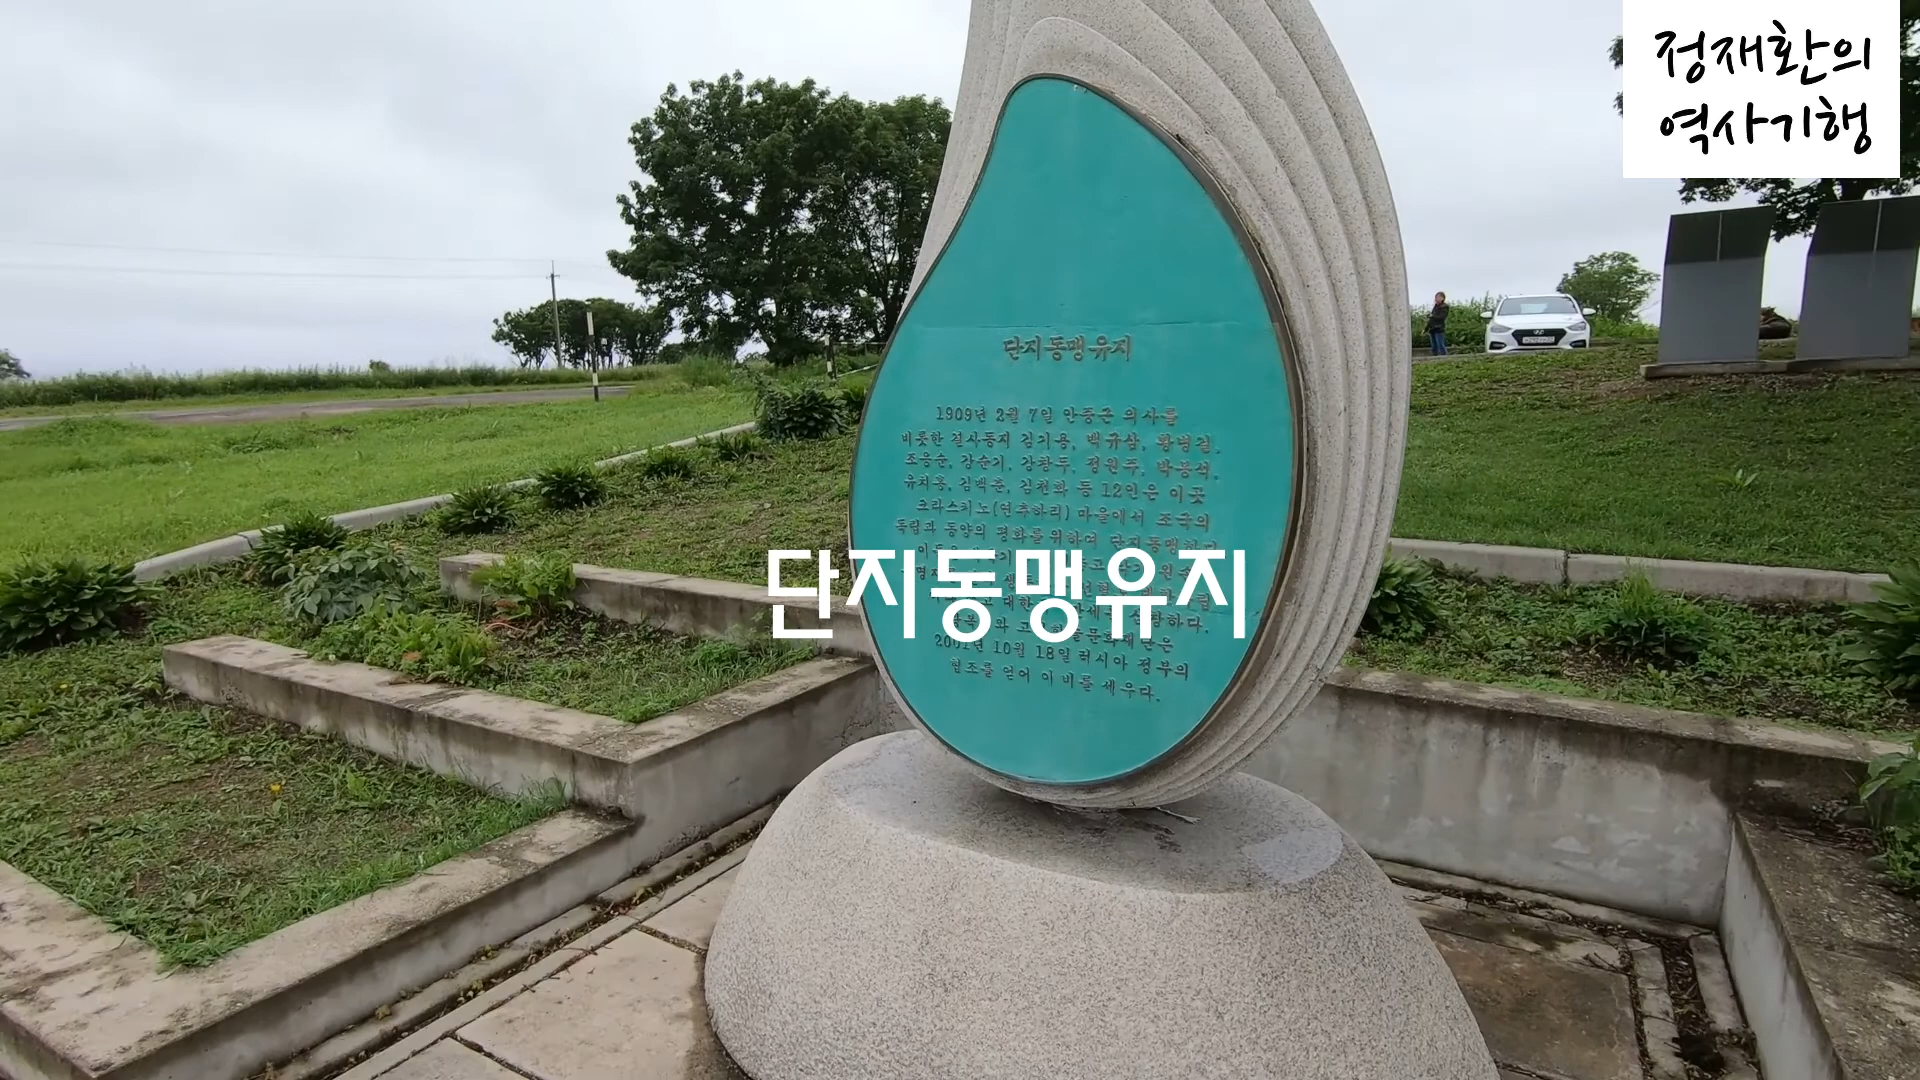 정재환의
역사기행
단지동맹유지
1909년 2월 7일 안중근 의사를
비롯한 결사동지 김기용, 백규삼, 황병길,
조응순, 강순기, 강창두, 정원주, 박봉석,
유치홍, 김백춘, 김천화 등 12인은 이곳
크라스키노(연추하리) 마을에서 조국의
독립과 동양의 평화를 위하여 단지동맹하다
단지동맹유지
2001년 10월 18일 러시아 정부의
협조를 얻어 이 비를 세우다.